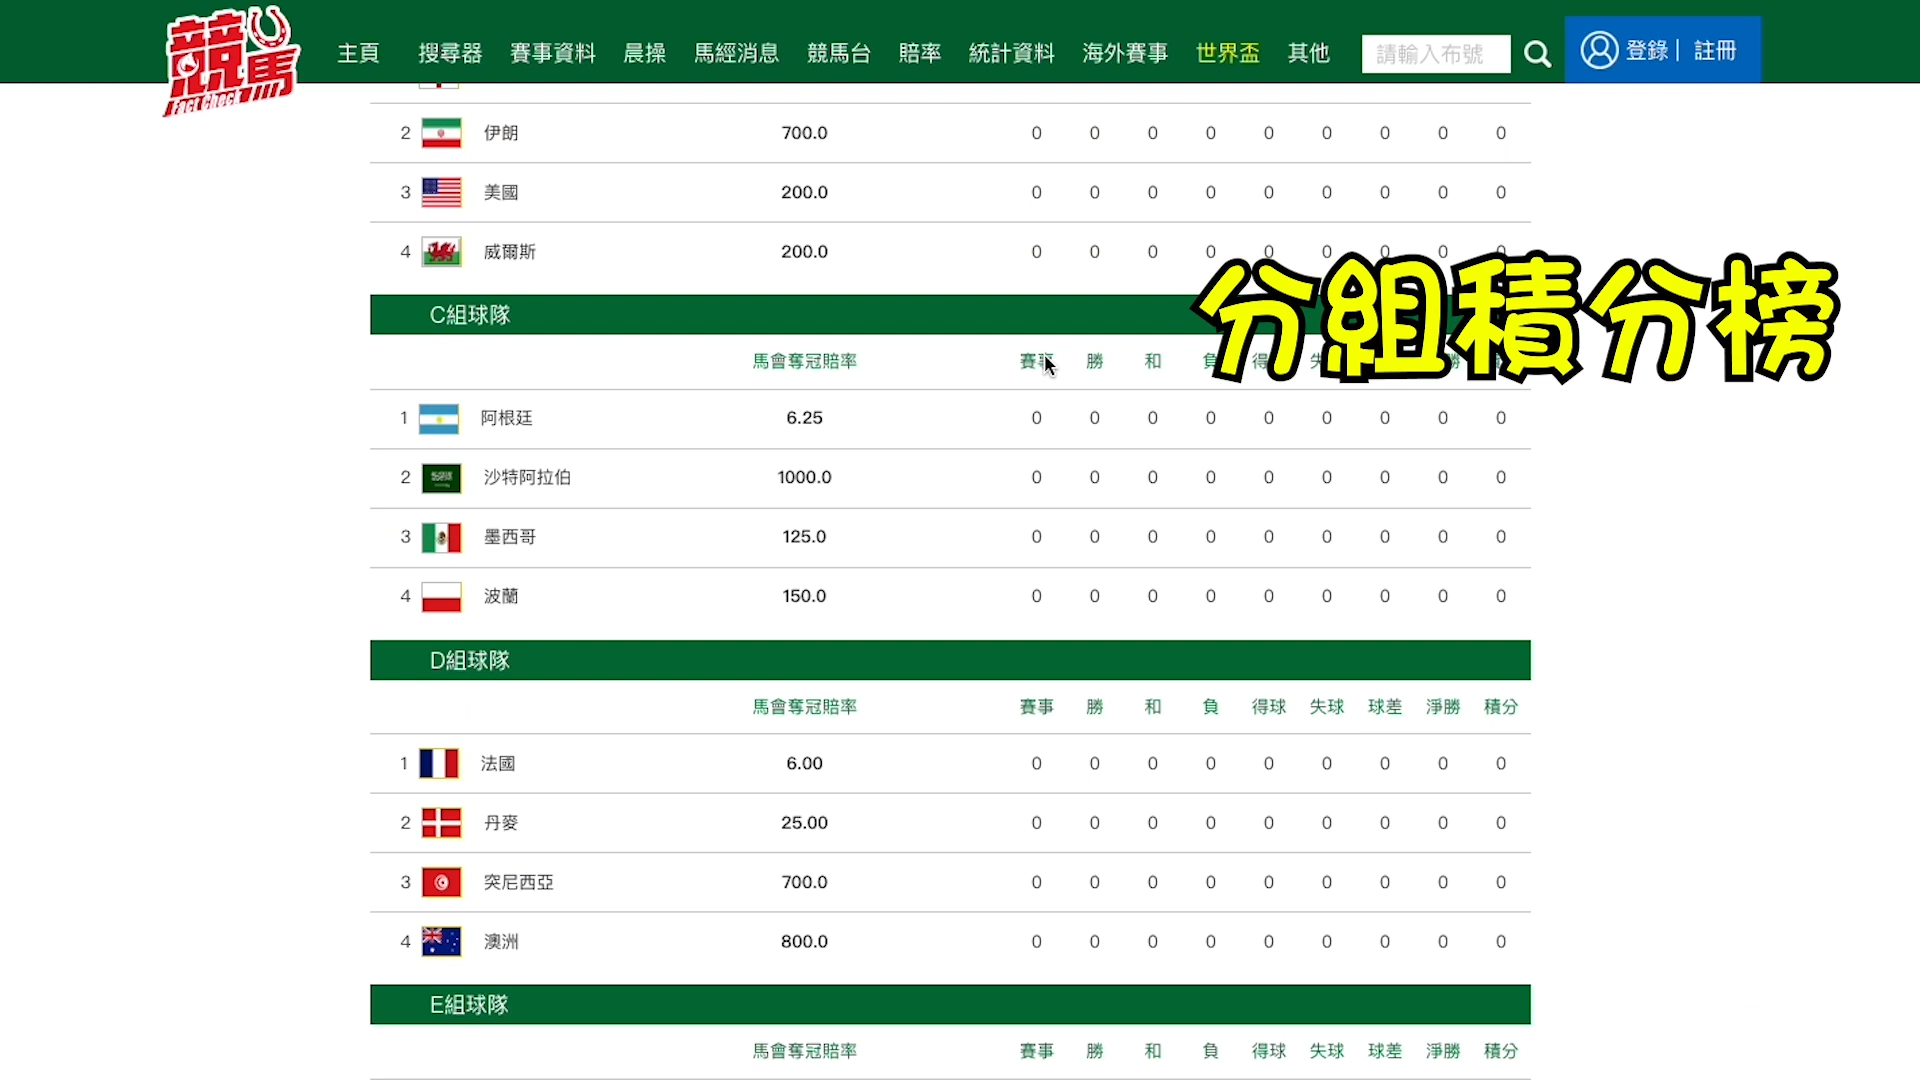 競馬
Fact Check
主頁 搜尋器 賽事資料 晨操 馬經消息 競馬台 賠率 統計資料 海外賽事 世界盃 其他 請輸入布號 登錄 | 註冊
2 伊朗 700.0 0 0 0 0 0 0 0 0 0
3 美國 200.0 0 0 0 0 0 0 0 0 0
4 威爾斯 200.0 0 0 0 0 0 0 0 0 0
分組積分榜
C組球隊
馬會奪冠賠率 賽事 勝 和 負 得 失 勝
1 阿根廷 6.25 0 0 0 0 0 0 0 0 0
2 沙特阿拉伯 1000.0 0 0 0 0 0 0 0 0 0
3 墨西哥 125.0 0 0 0 0 0 0 0 0 0
4 波蘭 150.0 0 0 0 0 0 0 0 0 0
D組球隊
馬會奪冠賠率 賽事 勝 和 負 得球 失球 球差 淨勝 積分
1 法國 6.00 0 0 0 0 0 0 0 0 0
2 丹麥 25.00 0 0 0 0 0 0 0 0 0
3 突尼西亞 700.0 0 0 0 0 0 0 0 0 0
4 澳洲 800.0 0 0 0 0 0 0 0 0 0
E組球隊
馬會奪冠賠率 賽事 勝 和 負 得球 失球 球差 淨勝 積分